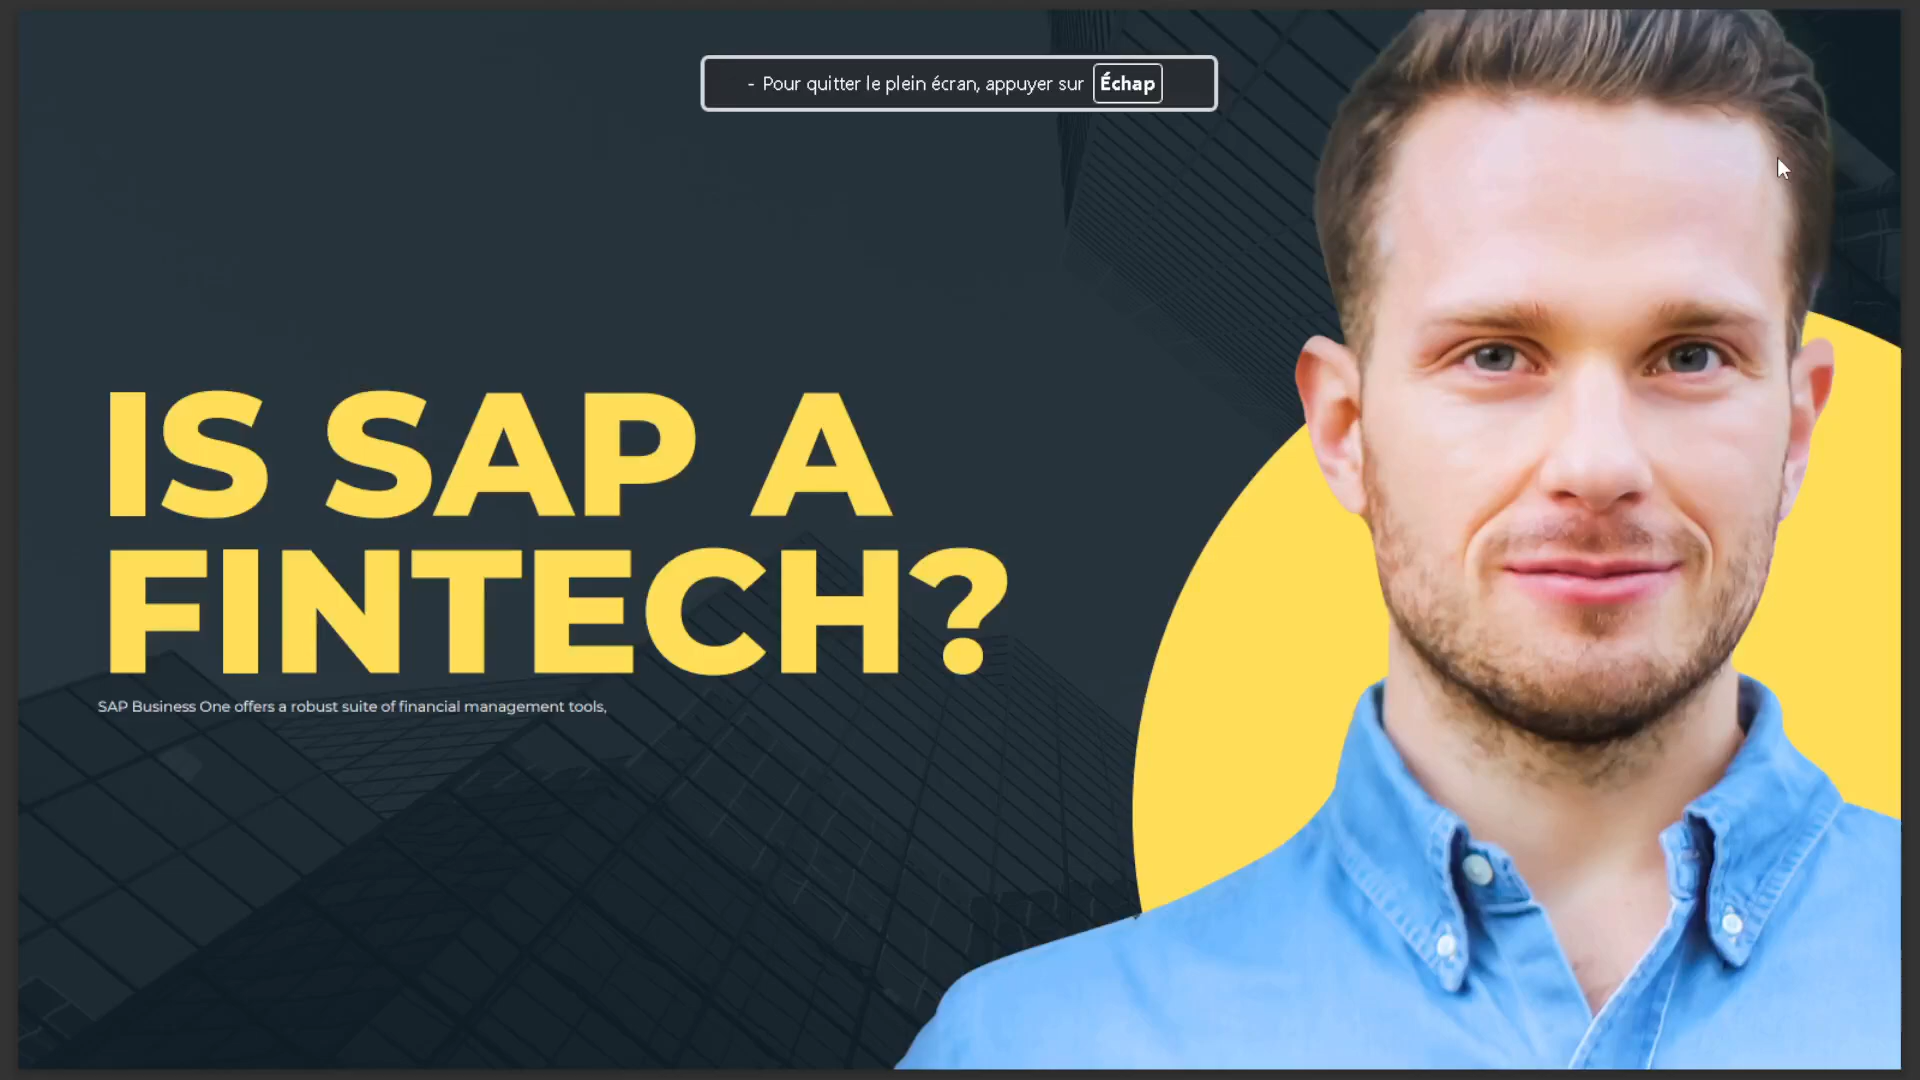 - Pour quitter le plein écran, appuyer sur Échap
IS SAP A
FINTECH?
SAP Business One offers a robust suite of financial management tools,